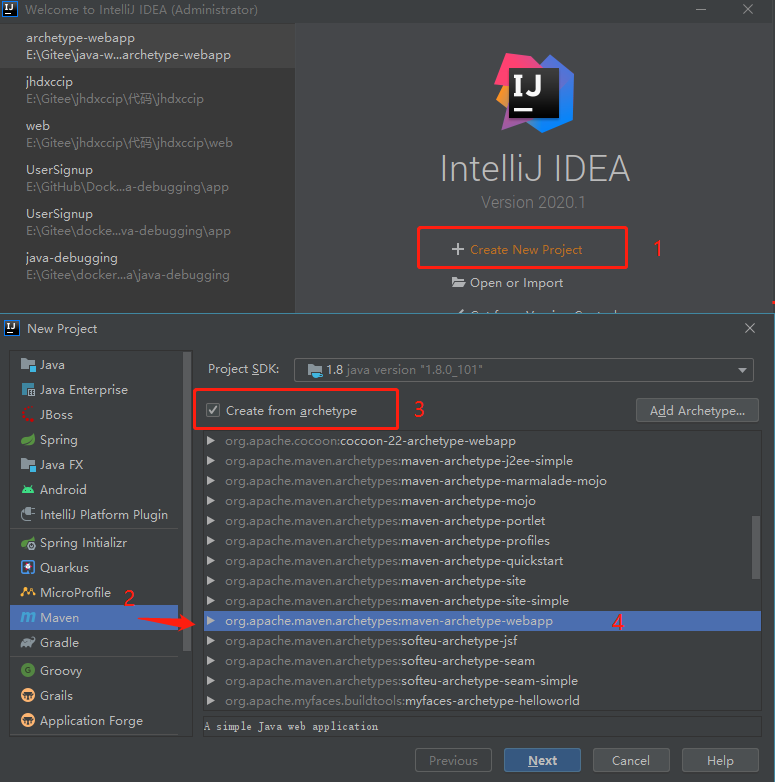 Welcome to IntelliJ IDEA (Administrator)
archetype-webapp
E:\Gitee\java-w...archetype-webapp
jhdxccip
E:\Gitee\jhdxccip\代码\jhdxccip
web
E:\Gitee\jhdxccip\代码\jhdxccip\web
UserSignup
E:\GitHub\Dock...a-debugging\app
UserSignup
E:\Gitee\docke...va-debugging\app
java-debugging
E:\Gitee\docker...a\java-debugging
IJ
IntelliJ IDEA
Version 2020.1
Create New Project
1
Open or Import
New Project
Java
Java Enterprise
JBoss
Spring
Java FX
Android
IntelliJ Platform Plugin
Spring Initializr
Quarkus
MicroProfile
2
Maven
Gradle
Groovy
Grails
Application Forge
Project SDK:
1.8 java version "1.8.0_101"
Create from archetype
3
Add Archetype...
org.apache.cocoon:cocoon-22-archetype-webapp
org.apache.maven.archetypes:maven-archetype-j2ee-simple
org.apache.maven.archetypes:maven-archetype-marmalade-mojo
org.apache.maven.archetypes:maven-archetype-mojo
org.apache.maven.archetypes:maven-archetype-portlet
org.apache.maven.archetypes:maven-archetype-profiles
org.apache.maven.archetypes:maven-archetype-quickstart
org.apache.maven.archetypes:maven-archetype-site
org.apache.maven.archetypes:maven-archetype-site-simple
org.apache.maven.archetypes:maven-archetype-webapp
4
org.apache.maven.archetypes:softeu-archetype-jsf
org.apache.maven.archetypes:softeu-archetype-seam
org.apache.maven.archetypes:softeu-archetype-seam-simple
org.apache.myfaces.buildtools:myfaces-archetype-helloworld
A simple Java web application
Previous
Next
Cancel
Help